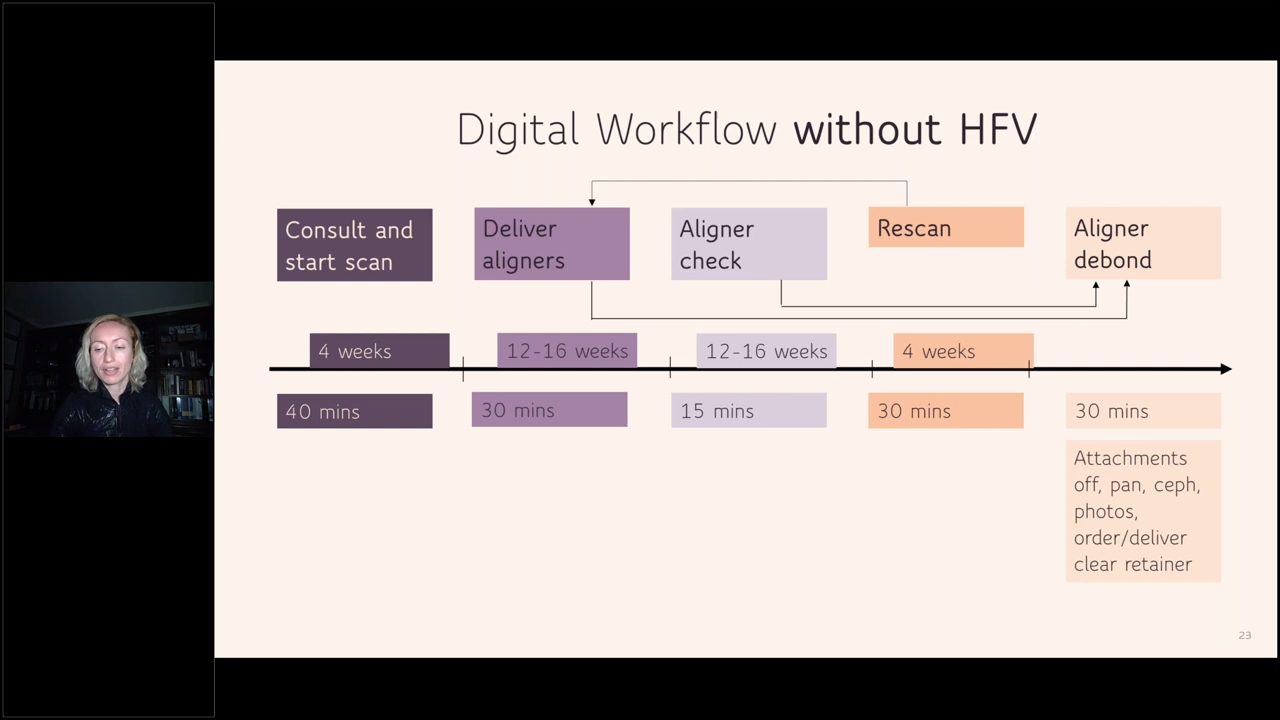 Digital Workflow without HFV
Consult and
start scan
Deliver
aligners
Aligner
check
Rescan
Aligner
debond
4 weeks
12-16 weeks
12-16 weeks
4 weeks
40 mins
30 mins
15 mins
30 mins
30 mins
Attachments
off, pan, ceph,
photos,
order/deliver
clear retainer
23